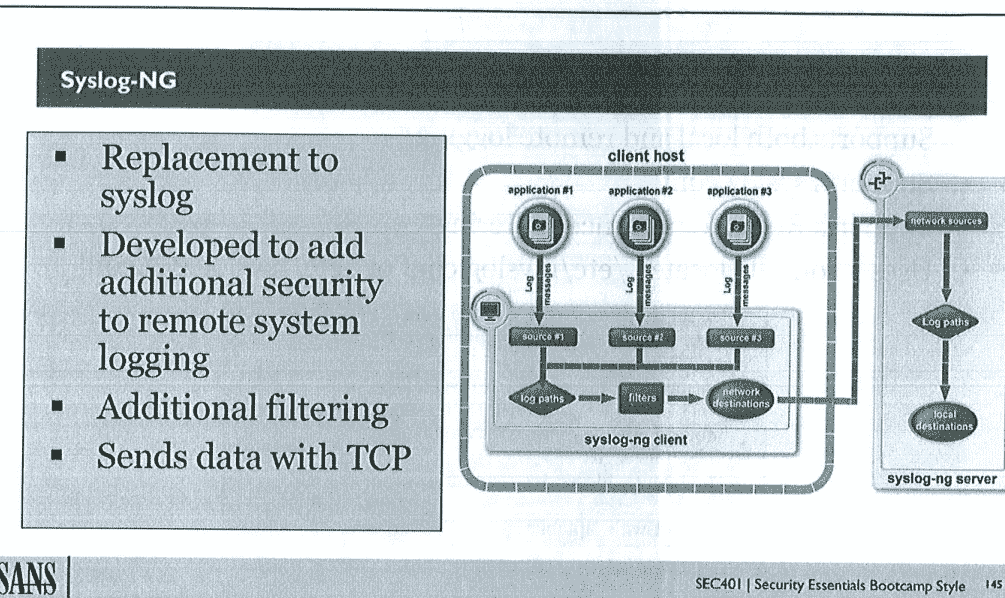 Syslog-NG
▪ Replacement to
syslog
▪ Developed to add
additional security
to remote system
logging
▪ Additional filtering
▪ Sends data with TCP
client host
application #1
application #2
application #3
Log
messages
Log
messages
Log
messages
source #1
source #2
source #3
log paths
filters
network
destinations
syslog-ng client
network sources
Log paths
local
destinations
syslog-ng server
SANS
SEC401 | Security Essentials Bootcamp Style 145